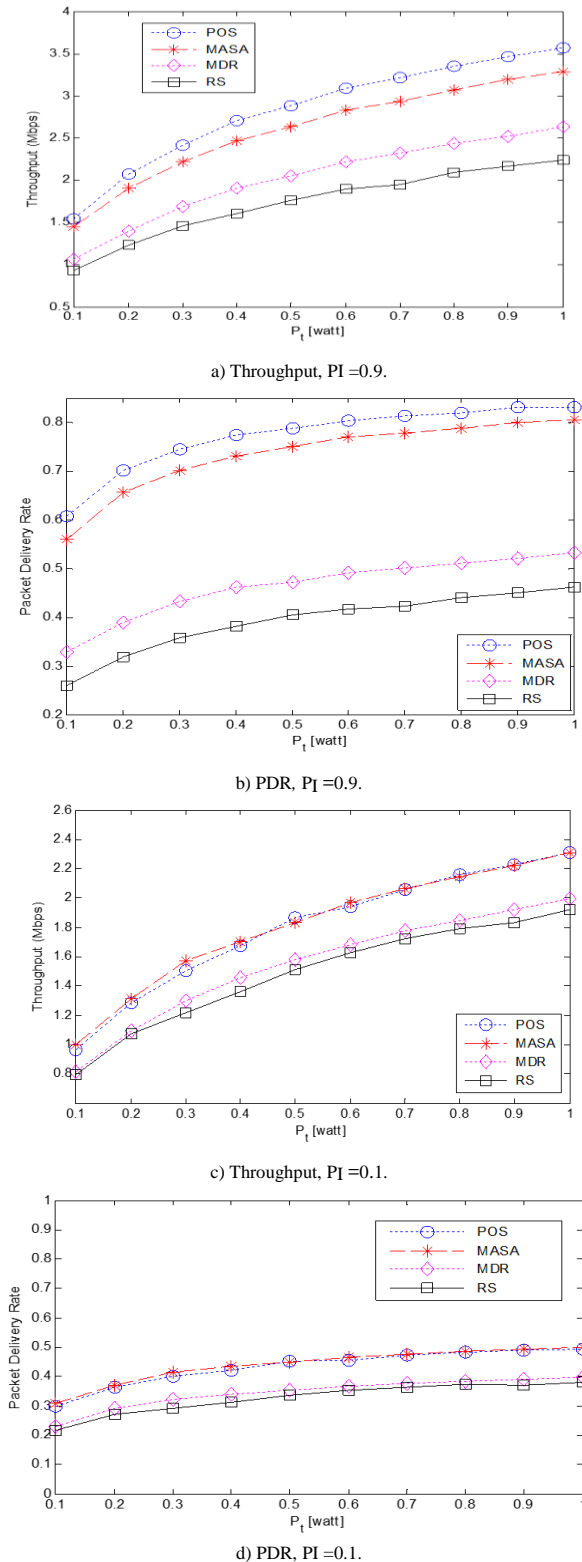 4
3.5
3
2.5
2
1.5
1
0.5
Throughput (Mbps)
POS
MASA
MDR
RS
0.1 0.2 0.3 0.4 0.5 0.6 0.7 0.8 0.9 1
P_t [watt]
a) Throughput, PI =0.9.
0.8
0.7
0.6
0.5
0.4
0.3
0.2
Packet Delivery Rate
POS
MASA
MDR
RS
0.1 0.2 0.3 0.4 0.5 0.6 0.7 0.8 0.9 1
P_t [watt]
b) PDR, PI =0.9.
2.6
2.4
2.2
2
1.8
1.6
1.4
1.2
1
0.8
Throughput (Mbps)
POS
MASA
MDR
RS
0.1 0.2 0.3 0.4 0.5 0.6 0.7 0.8 0.9 1
P_t [watt]
c) Throughput, PI =0.1.
1
0.9
0.8
0.7
0.6
0.5
0.4
0.3
0.2
0.1
0
Packet Delivery Rate
POS
MASA
MDR
RS
0.1 0.2 0.3 0.4 0.5 0.6 0.7 0.8 0.9 1
P_t [watt]
d) PDR, PI =0.1.